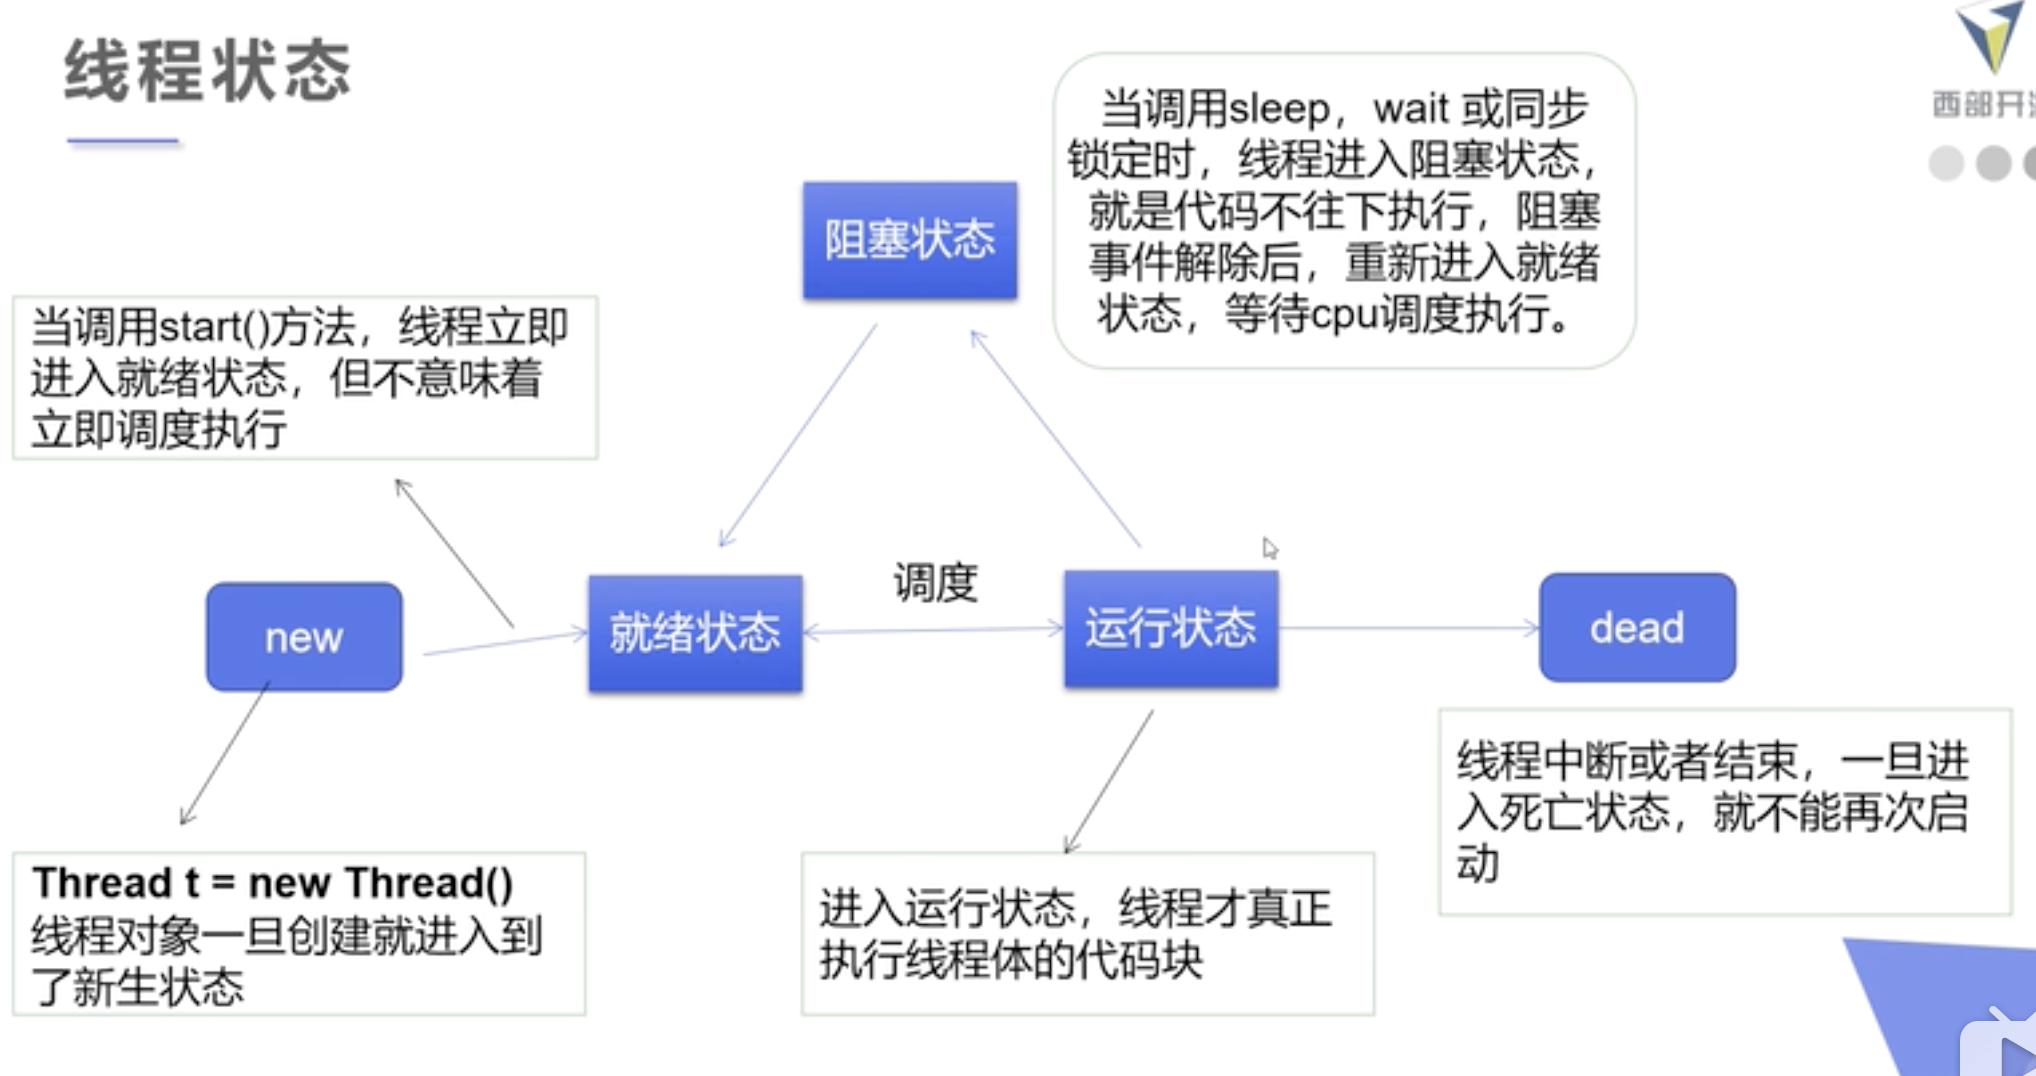 线程状态
西部开
当调用sleep，wait 或同步
锁定时，线程进入阻塞状态，
就是代码不往下执行，阻塞
事件解除后，重新进入就绪
状态，等待cpu调度执行。
阻塞状态
当调用start()方法，线程立即
进入就绪状态，但不意味着
立即调度执行
调度
new
就绪状态
运行状态
dead
线程中断或者结束，一旦进
入死亡状态，就不能再次启
动
Thread t = new Thread()
线程对象一旦创建就进入到
了新生状态
进入运行状态，线程才真正
执行线程体的代码块